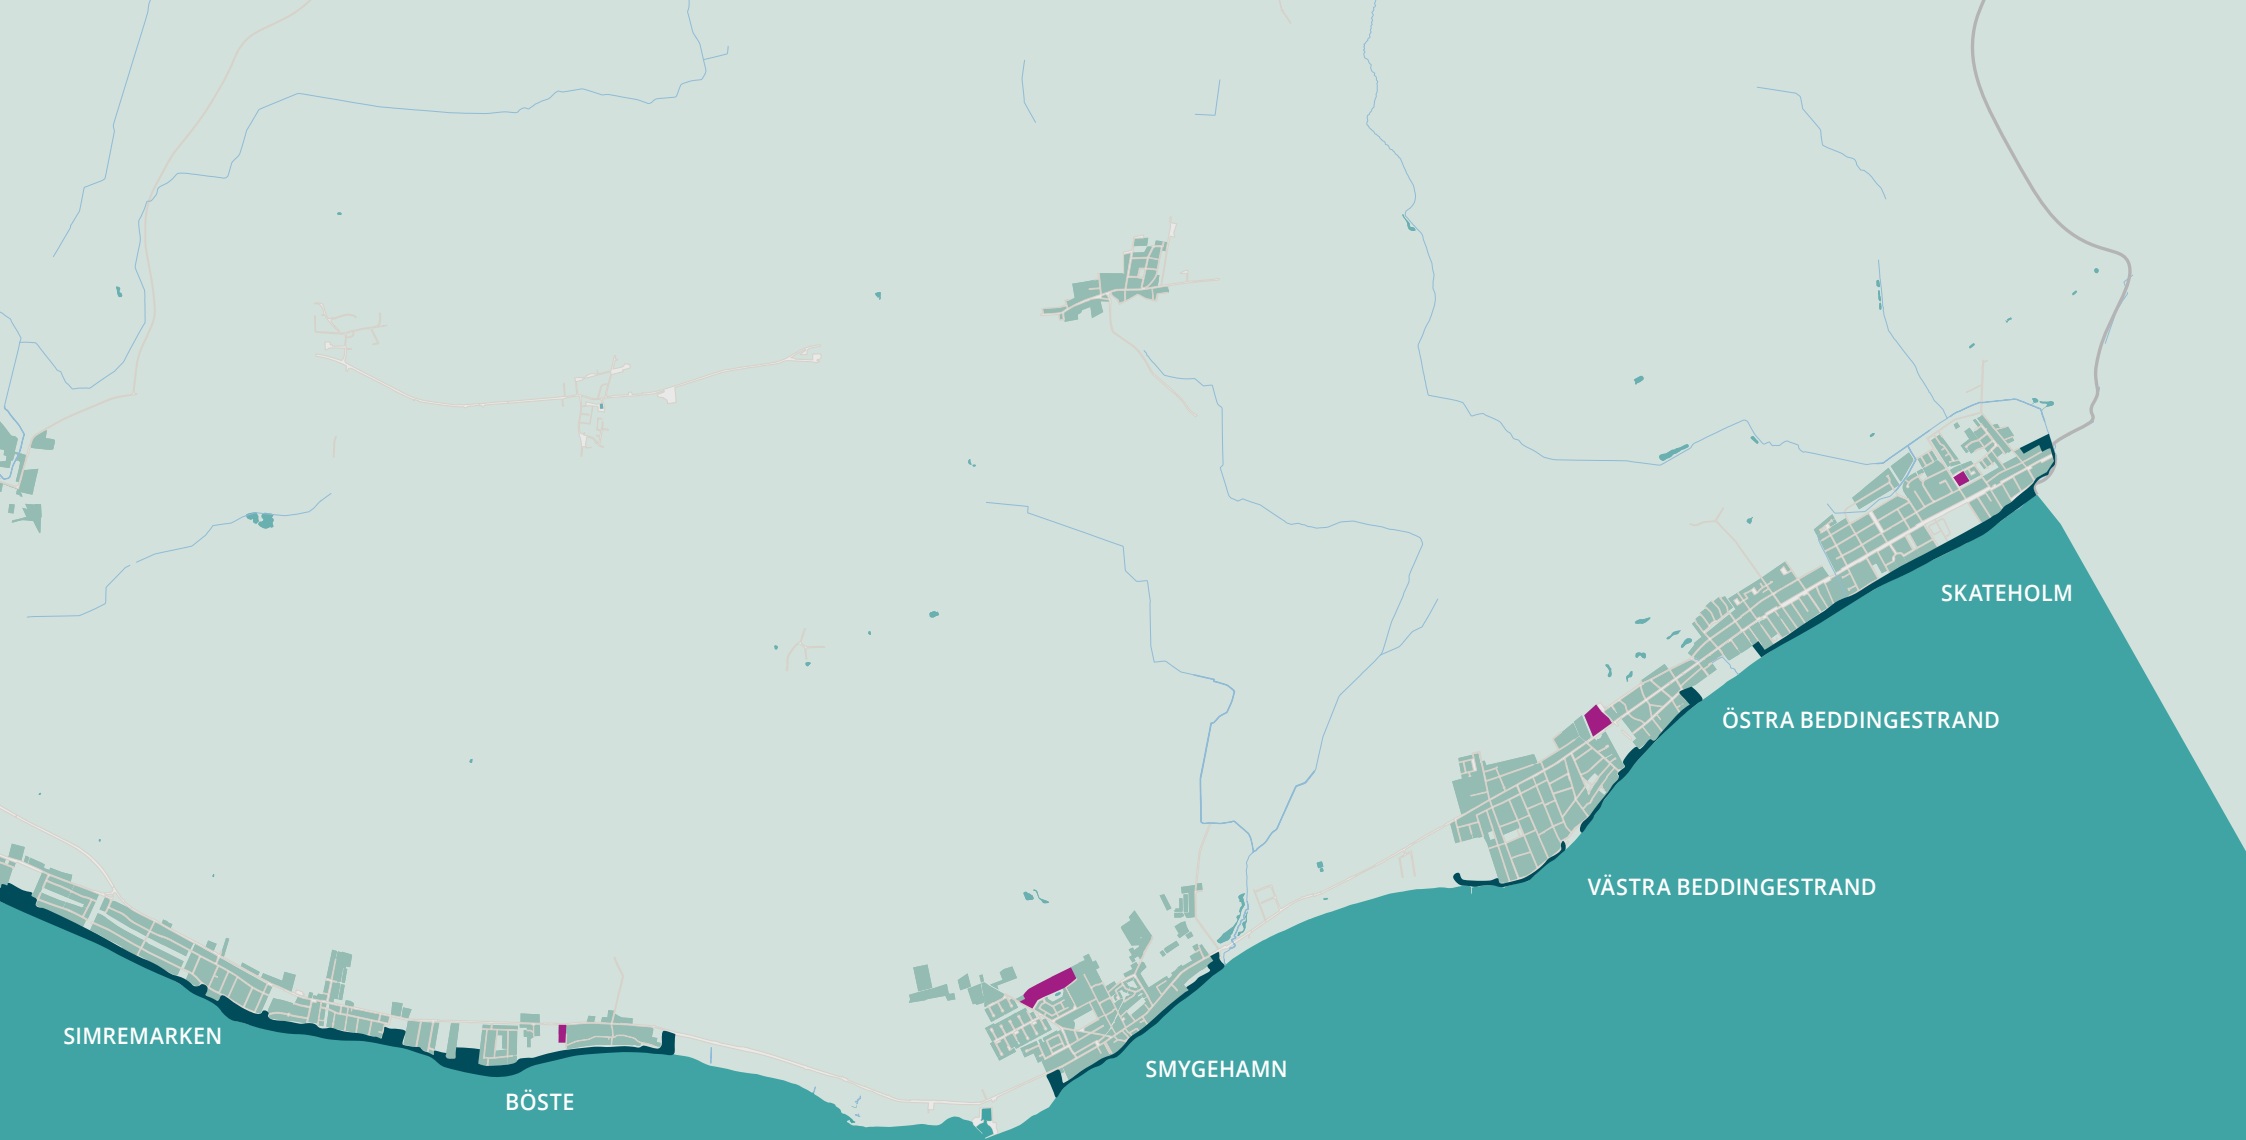 SKATEHOLM
ÖSTRA BEDDINGESTRAND
VÄSTRA BEDDINGESTRAND
SIMREMARKEN
SMYGEHAMN
BÖSTE